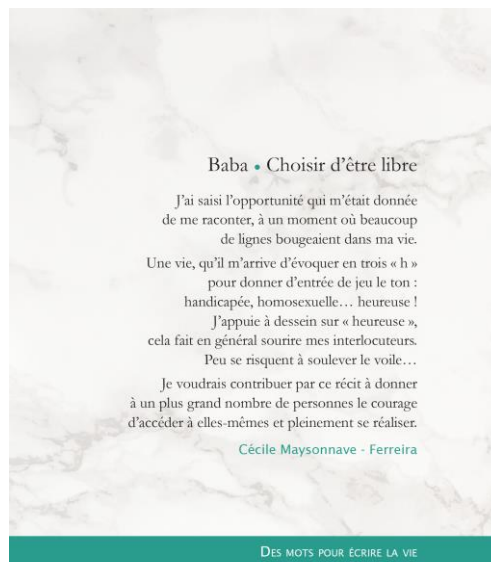 Baba • Choisir d’être libre
J’ai saisi l’opportunité qui m’était donnée
de me raconter, à un moment où beaucoup
de lignes bougeaient dans ma vie.
Une vie, qu’il m’arrive d’évoquer en trois « h »
pour donner d’entrée de jeu le ton :
handicapée, homosexuelle… heureuse !
J’appuie à dessein sur « heureuse »,
cela fait en général sourire mes interlocuteurs.
Peu se risquent à soulever le voile…
Je voudrais contribuer par ce récit à donner
à un plus grand nombre de personnes le courage
d’accéder à elles-mêmes et pleinement se réaliser.
Cécile Maysonnave - Ferreira
Des mots pour écrire la vie